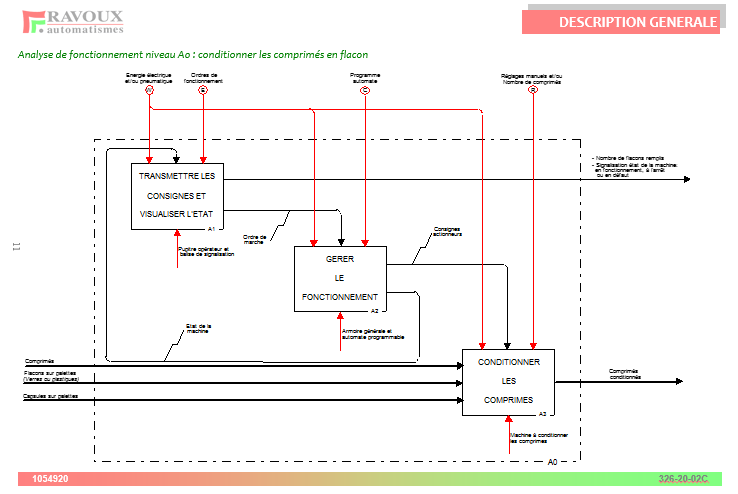 RAVOUX
automatismes
DESCRIPTION GENERALE
Analyse de fonctionnement niveau Ao : conditionner les comprimés en flacon
Energie électrique
et/ou pneumatique
Ordres de
fonctionnement
Programme
automate
Réglages manuels et/ou
Nombre de comprimés
W
E
C
R
- Nombre de flacons remplis
- Signalisation état de la machine:
en fonctionnement, à l'arrêt
ou en défaut
TRANSMETTRE LES
CONSIGNES ET
VISUALISER L'ETAT
A1
Pupitre opérateur et
balise de signalisation
Ordre de
marche
Consignes
actionneurs
11
GERER
LE
FONCTIONNEMENT
A2
Armoire générale et
automate programmable
Etat de la
machine
Comprimés
Flacons sur palettes
(Verres ou plastiques)
Capsules sur palettes
CONDITIONNER
LES
COMPRIMES
A3
Comprimés
conditionnés
Machine à conditionner
les comprimés
A0
1054920
326-20-02C